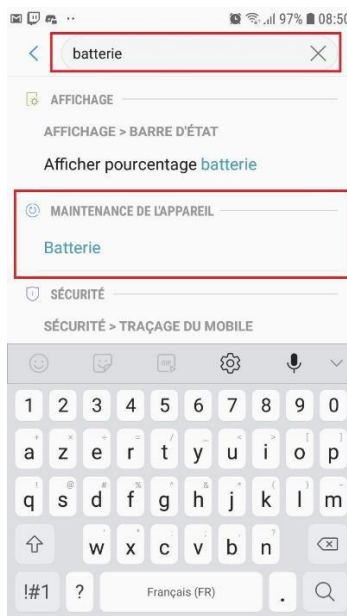 97% 08:50
batterie
AFFICHAGE
AFFICHAGE > BARRE D'ÉTAT
Afficher pourcentage batterie
MAINTENANCE DE L'APPAREIL
Batterie
SÉCURITÉ
SÉCURITÉ > TRAÇAGE DU MOBILE
1 2 3 4 5 6 7 8 9 0
a z e r t y u i o p
q s d f g h j k l m
w x c v b n
!#1 ? Français (FR) .